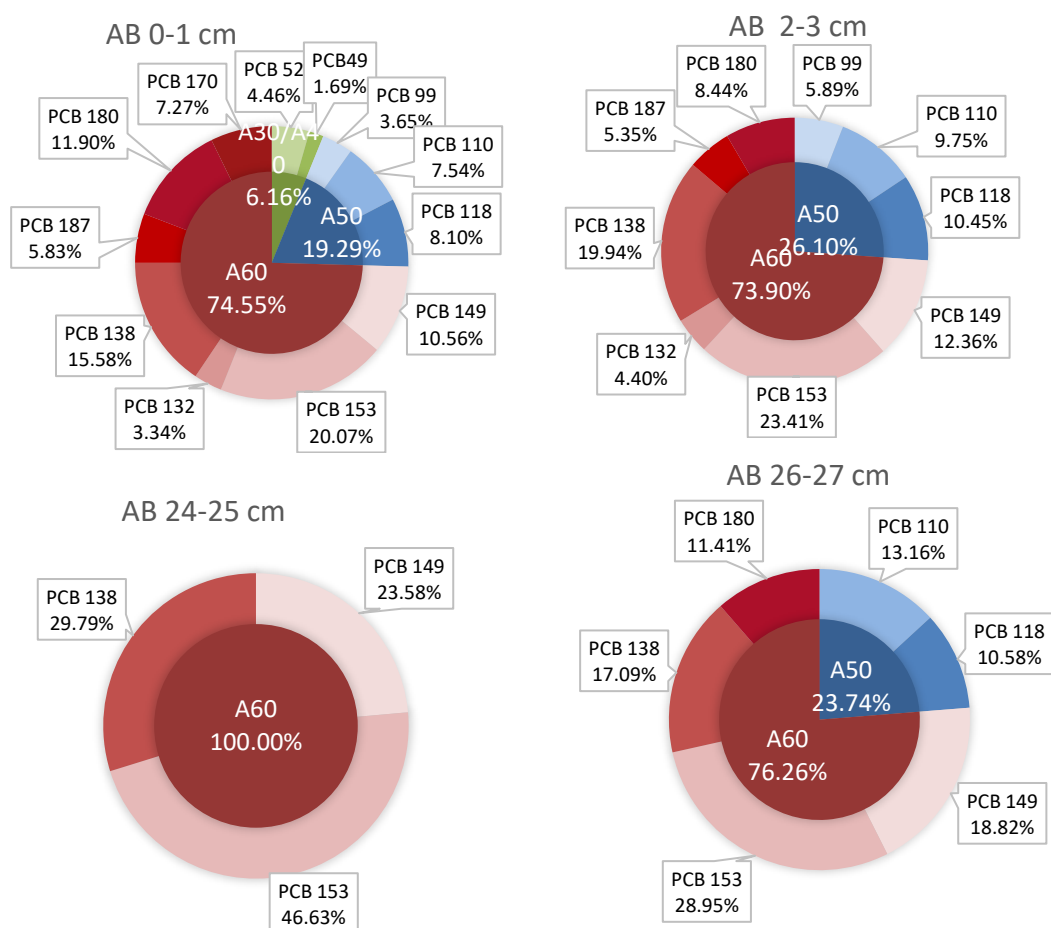 AB 0-1 cm
PCB 52
4.46%
PCB49
1.69%
PCB 99
3.65%
PCB 110
7.54%
PCB 118
8.10%
PCB 149
10.56%
PCB 153
20.07%
PCB 132
3.34%
PCB 138
15.58%
PCB 187
5.83%
PCB 180
11.90%
PCB 170
7.27%
A30/A4
0
6.16%
A50
19.29%
A60
74.55%
AB 2-3 cm
PCB 99
5.89%
PCB 110
9.75%
PCB 118
10.45%
PCB 149
12.36%
PCB 153
23.41%
PCB 132
4.40%
PCB 138
19.94%
PCB 187
5.35%
PCB 180
8.44%
A50
26.10%
A60
73.90%
AB 24-25 cm
PCB 149
23.58%
PCB 153
46.63%
PCB 138
29.79%
A60
100.00%
AB 26-27 cm
PCB 110
13.16%
PCB 118
10.58%
PCB 149
18.82%
PCB 153
28.95%
PCB 138
17.09%
PCB 180
11.41%
A50
23.74%
A60
76.26%